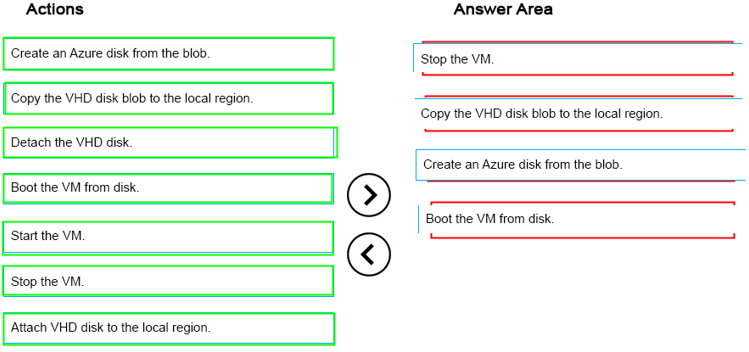 Actions
Answer Area
Create an Azure disk from the blob.
Copy the VHD disk blob to the local region.
Detach the VHD disk.
Boot the VM from disk.
Start the VM.
Stop the VM.
Attach VHD disk to the local region.
Stop the VM.
Copy the VHD disk blob to the local region.
Create an Azure disk from the blob.
Boot the VM from disk.